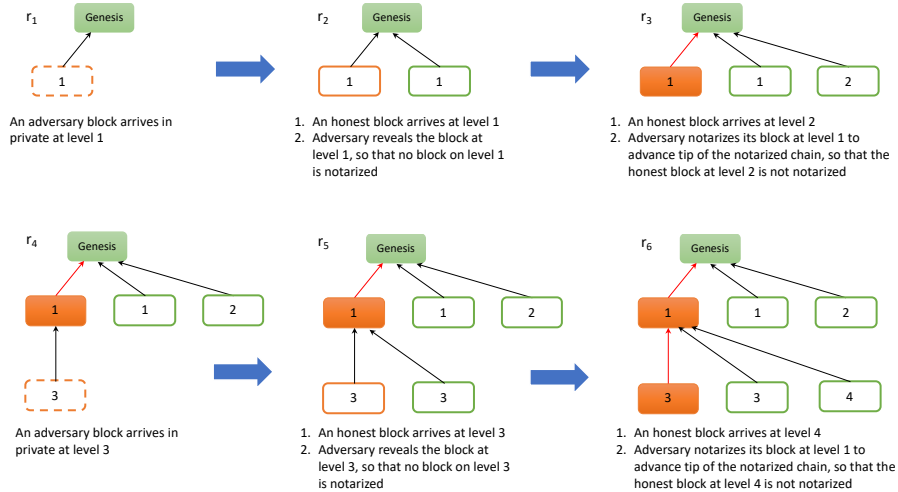 r1
Genesis
1
An adversary block arrives in
private at level 1
r2
Genesis
1
1
1. An honest block arrives at level 1
2. Adversary reveals the block at
level 1, so that no block on level 1
is notarized
r3
Genesis
1
1
2
1. An honest block arrives at level 2
2. Adversary notarizes its block at level 1 to
advance tip of the notarized chain, so that the
honest block at level 2 is not notarized
r4
Genesis
1
1
2
3
An adversary block arrives in
private at level 3
r5
Genesis
1
1
2
3
3
1. An honest block arrives at level 3
2. Adversary reveals the block at
level 3, so that no block on level 3
is notarized
r6
Genesis
1
1
2
3
3
4
1. An honest block arrives at level 4
2. Adversary notarizes its block at level 1 to
advance tip of the notarized chain, so that the
honest block at level 4 is not notarized